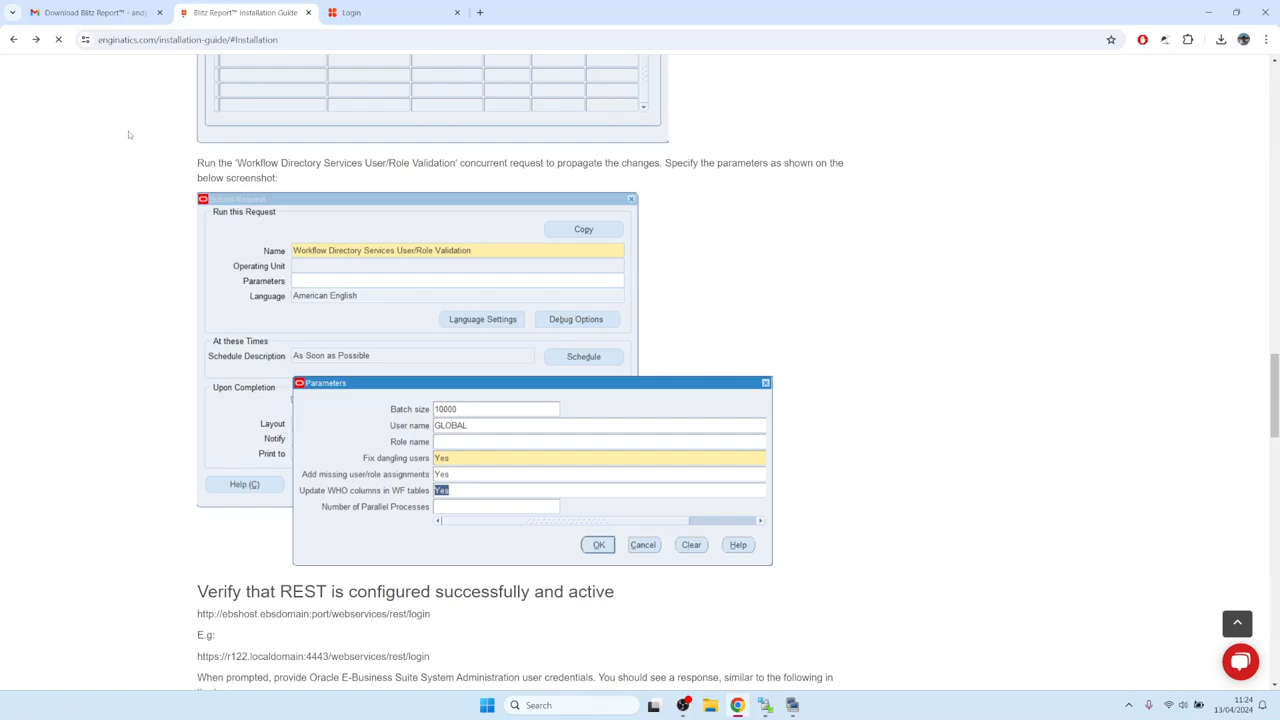 Download Blitz Report™ - andy
Blitz Report™ Installation Guide
Login
enginatics.com/installation-guide/#Installation
Run the 'Workflow Directory Services User/Role Validation' concurrent request to propagate the changes. Specify the parameters as shown on the
below screenshot:
Submit Request
Run this Request
Copy
Name Workflow Directory Services User/Role Validation
Operating Unit
Parameters
Language American English
Language Settings Debug Options
At these Times
Schedule Description As Soon as Possible Schedule
Upon Completion
Layout
Notify
Print to
Help (C)
Parameters
Batch size 10000
User name GLOBAL
Role name
Fix dangling users Yes
Add missing user/role assignments Yes
Update WHO columns in WF tables Yes
Number of Parallel Processes
OK Cancel Clear Help
Verify that REST is configured successfully and active
http://ebshost.ebsdomain:port/webservices/rest/login
E.g:
https://r122.localdomain:4443/webservices/rest/login
When prompted, provide Oracle E-Business Suite System Administration user credentials. You should see a response, similar to the following in
Search
11:24
13/04/2024